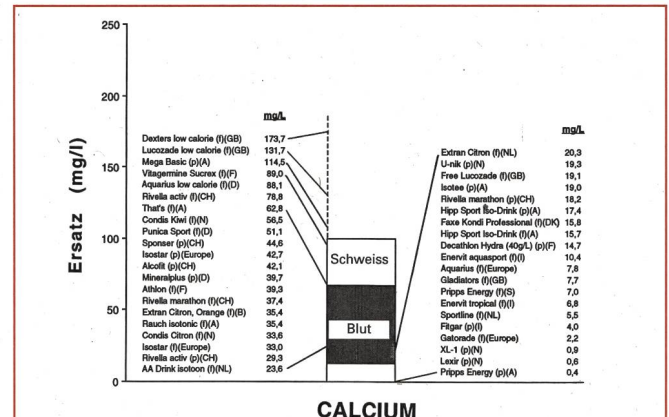 250
200
150
100
50
0
Ersatz (mg/l)
mg/L
Dexters low calorie (f)(GB) 173,7
Lucozade low calorie (f)(GB) 131,7
Mega Basic (p)(A) 114,5
Vitagermine Sucrex (f)(F) 89,0
Aquarius low calorie (f)(D) 88,1
Rivella activ (f)(CH) 78,8
That's (f)(A) 62,8
Condis Kiwi (f)(N) 56,5
Punica Sport (f)(D) 51,1
Sponser (p)(CH) 44,6
Isostar (p)(Europe) 42,7
Alcofit (p)(CH) 42,1
Mineralplus (p)(D) 39,7
Athlon (f)(F) 39,3
Rivella marathon (f)(CH) 37,4
Extran Citron, Orange (f)(B) 35,4
Rauch isotonic (f)(A) 35,4
Condis Citron (f)(N) 33,6
Isostar (f)(Europe) 33,0
Rivella activ (p)(CH) 29,3
AA Drink isotoon (f)(NL) 23,6
Schweiss
Blut
mg/L
Extran Citron (f)(NL) 20,3
U-nik (p)(N) 19,3
Free Lucozade (f)(GB) 19,1
Isotee (p)(A) 19,0
Rivella marathon (p)(CH) 18,2
Hipp Sport Iso-Drink (p)(A) 17,4
Faxe Kondi Professional (f)(DK) 15,8
Hipp Sport Iso-Drink (f)(A) 15,7
Decathlon Hydra (40g/L) (p)(F) 14,7
Enervit aquasport (f)(I) 10,4
Aquarius (f)(Europe) 7,8
Gladiators (f)(GB) 7,7
Pripps Energy (f)(S) 7,0
Enervit tropical (f)(I) 6,8
Sportline (f)(NL) 5,5
Fitgar (p)(I) 4,0
Gatorade (f)(Europe) 2,2
XL-1 (p)(N) 0,9
Lexir (p)(N) 0,6
Pripps Energy (p)(A) 0,4
CALCIUM